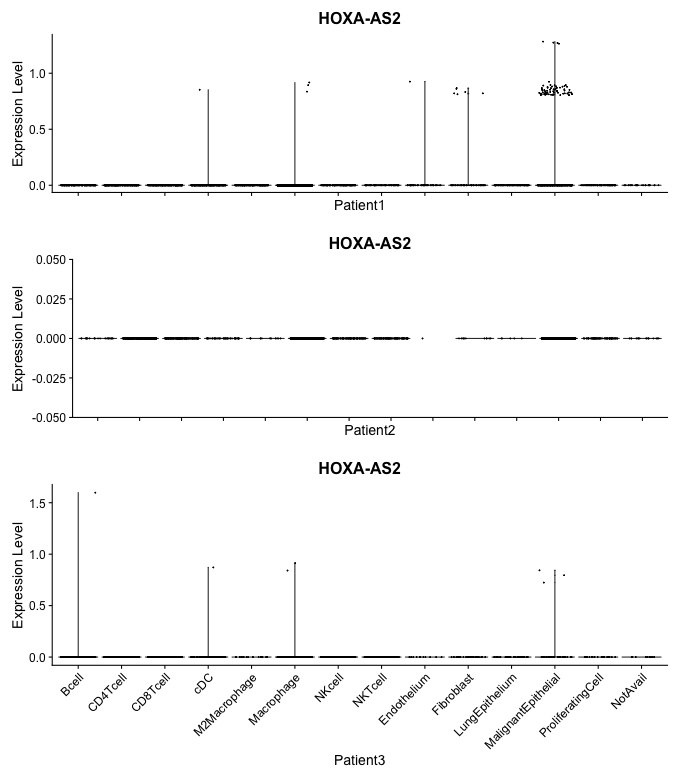 HOXA-AS2
Expression Level
1.0
0.5
0.0
Patient1
HOXA-AS2
Expression Level
0.050
0.025
0.000
-0.025
-0.050
Patient2
HOXA-AS2
Expression Level
1.5
1.0
0.5
0.0
Bcell
CD4Tcell
CD8Tcell
cDC
M2Macrophage
Macrophage
NKcell
NKTcell
Endothelium
Fibroblast
LungEpithelium
MalignantEpithelial
ProliferatingCell
NotAvail
Patient3